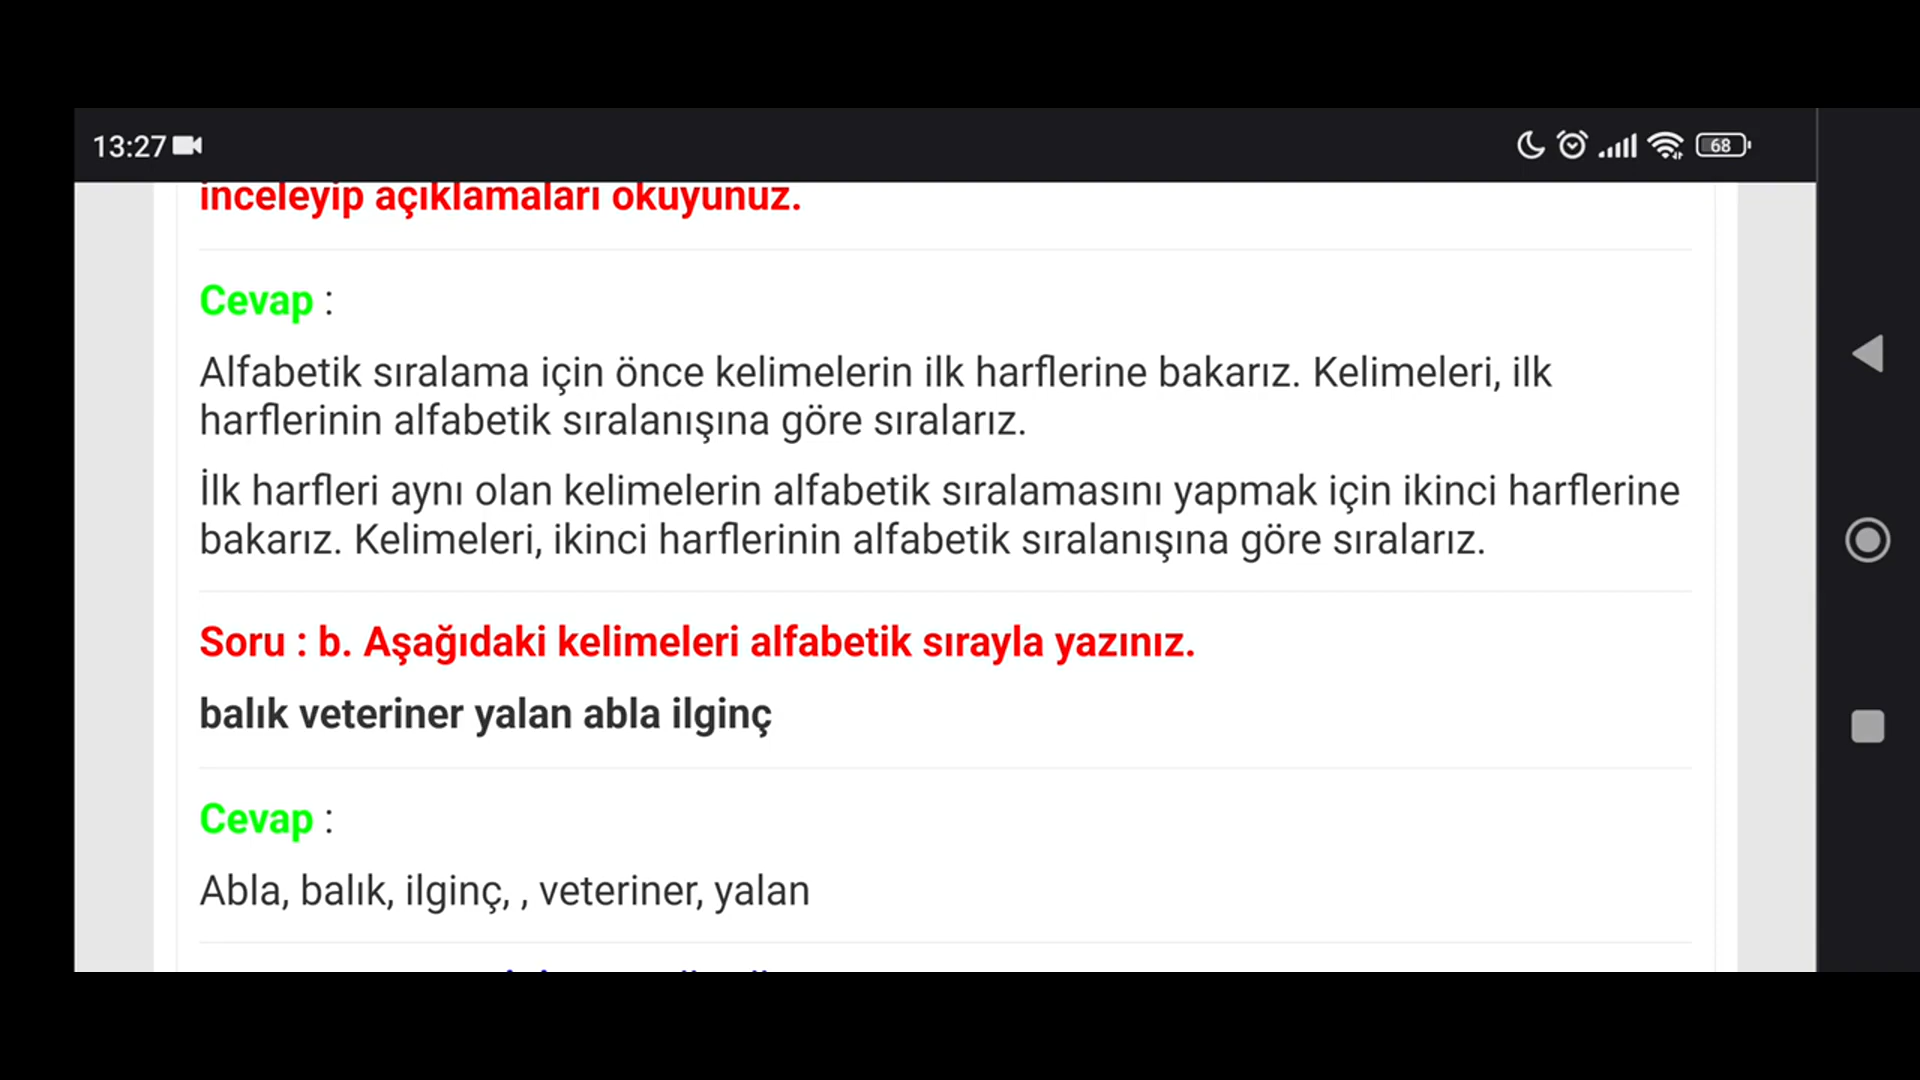 13:27
68
inceleyip açıklamaları okuyunuz.
Cevap :
Alfabetik sıralama için önce kelimelerin ilk harflerine bakarız. Kelimeleri, ilk
harflerinin alfabetik sıralanışına göre sıralarız.
İlk harfleri aynı olan kelimelerin alfabetik sıralamasını yapmak için ikinci harflerine
bakarız. Kelimeleri, ikinci harflerinin alfabetik sıralanışına göre sıralarız.
Soru : b. Aşağıdaki kelimeleri alfabetik sırayla yazınız.
balık veteriner yalan abla ilginç
Cevap :
Abla, balık, ilginç, , veteriner, yalan